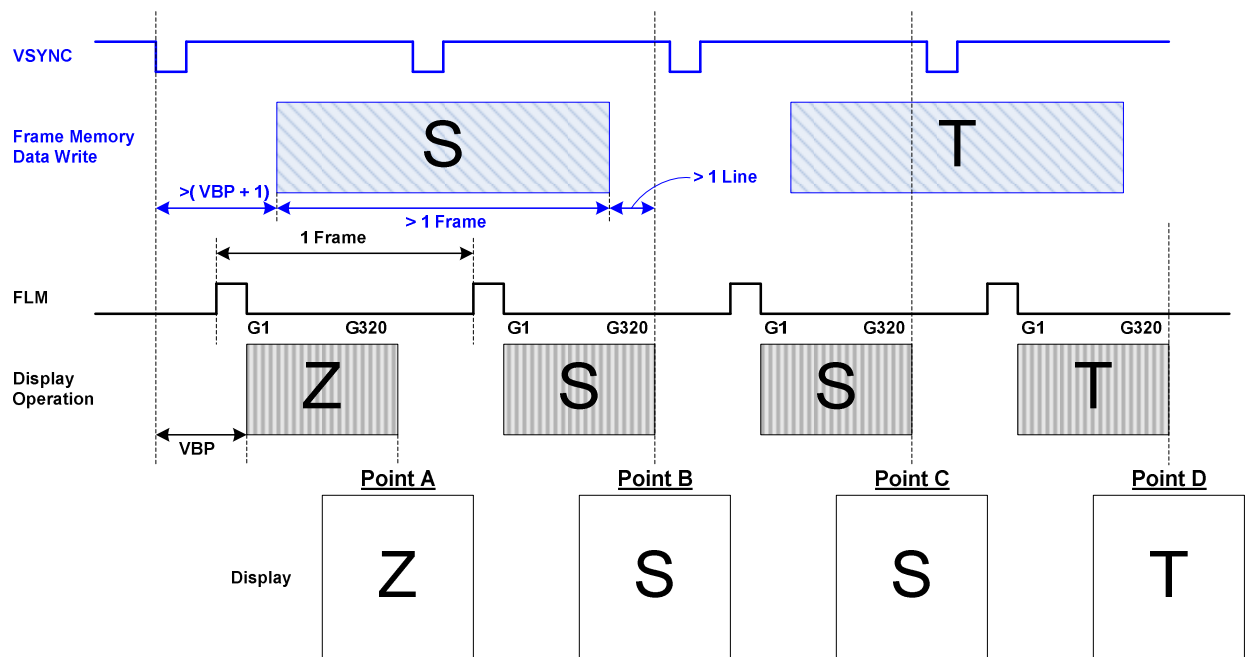 VSYNC
Frame Memory
Data Write
S
T
>( VBP + 1)
> 1 Frame
> 1 Line
1 Frame
FLM
G1
G320
G1
G320
G1
G320
G1
G320
Display
Operation
Z
S
S
T
VBP
Point A
Point B
Point C
Point D
Display
Z
S
S
T